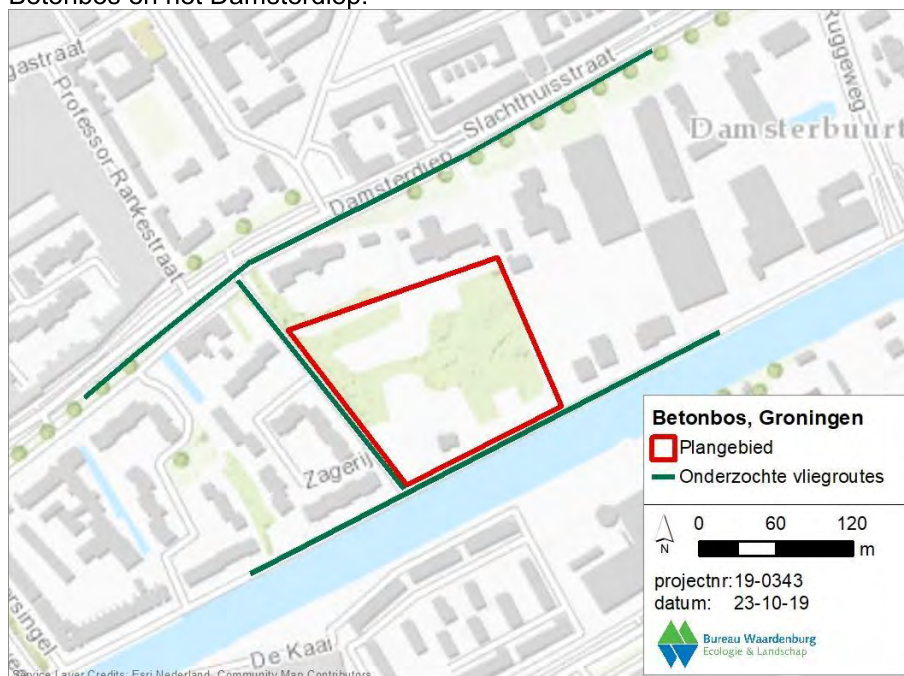 Betonbos en het Damsterdiep.
gastraat
Professor-Rankestraat
Ruggeweg
Slachthuisstraat
Damsterbuurt
Damsterdiep
Zagerij
ersingel
De Kaai
Betonbos, Groningen
Plangebied
Onderzochte vliegroutes
0 60 120
N
m
projectnr: 19-0343
datum: 23-10-19
Bureau Waardenburg
Ecologie & Landschap
Service Layer Credits: Esri Nederland, Community Map Contributors